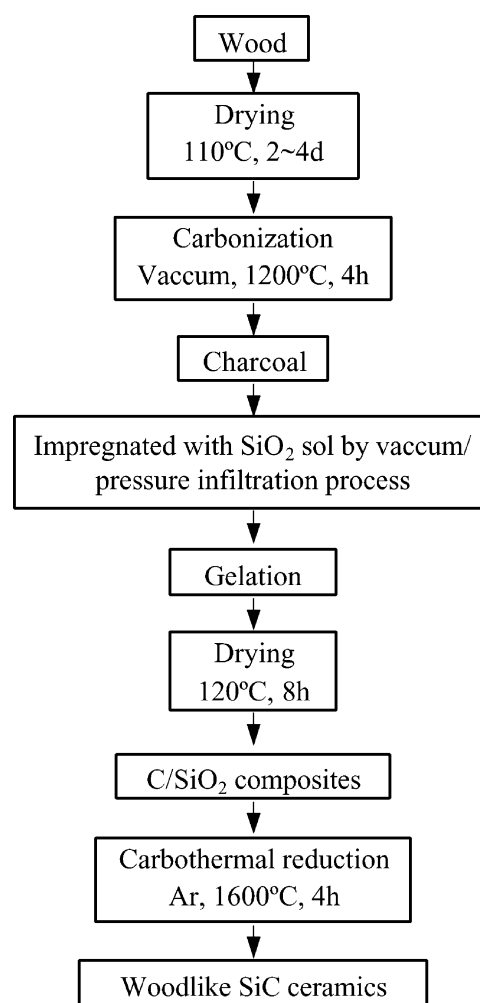 Wood
Drying
110ºC, 2~4d
Carbonization
Vaccum, 1200ºC, 4h
Charcoal
Impregnated with SiO₂ sol by vaccum/
pressure infiltration process
Gelation
Drying
120ºC, 8h
C/SiO₂ composites
Carbothermal reduction
Ar, 1600ºC, 4h
Woodlike SiC ceramics